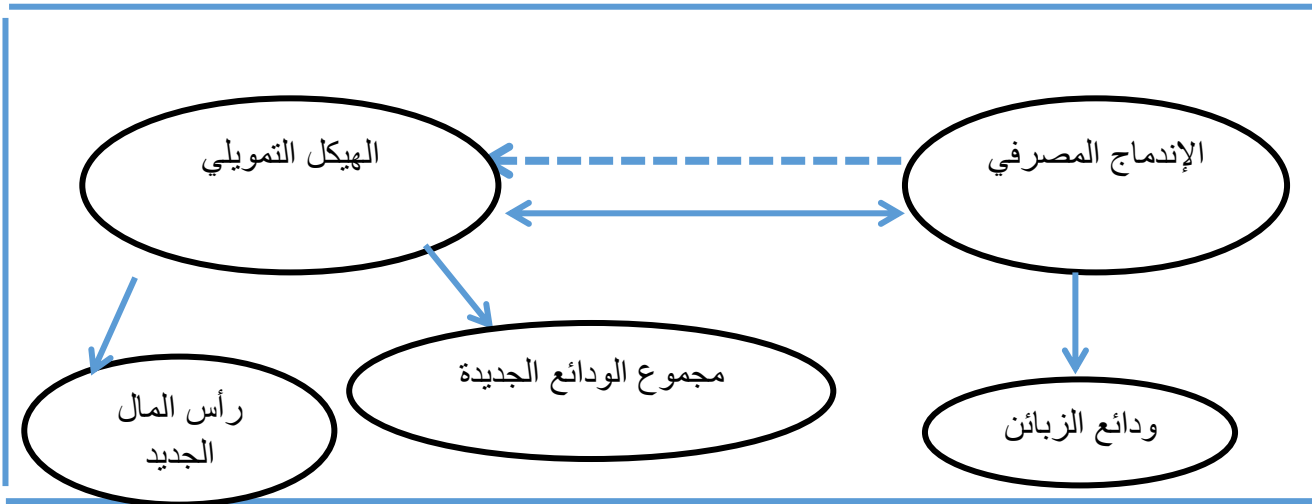 الإندماج المصرفي
الهيكل التمويلي
ودائع الزبائن
مجموع الودائع الجديدة
رأس المال
الجديد